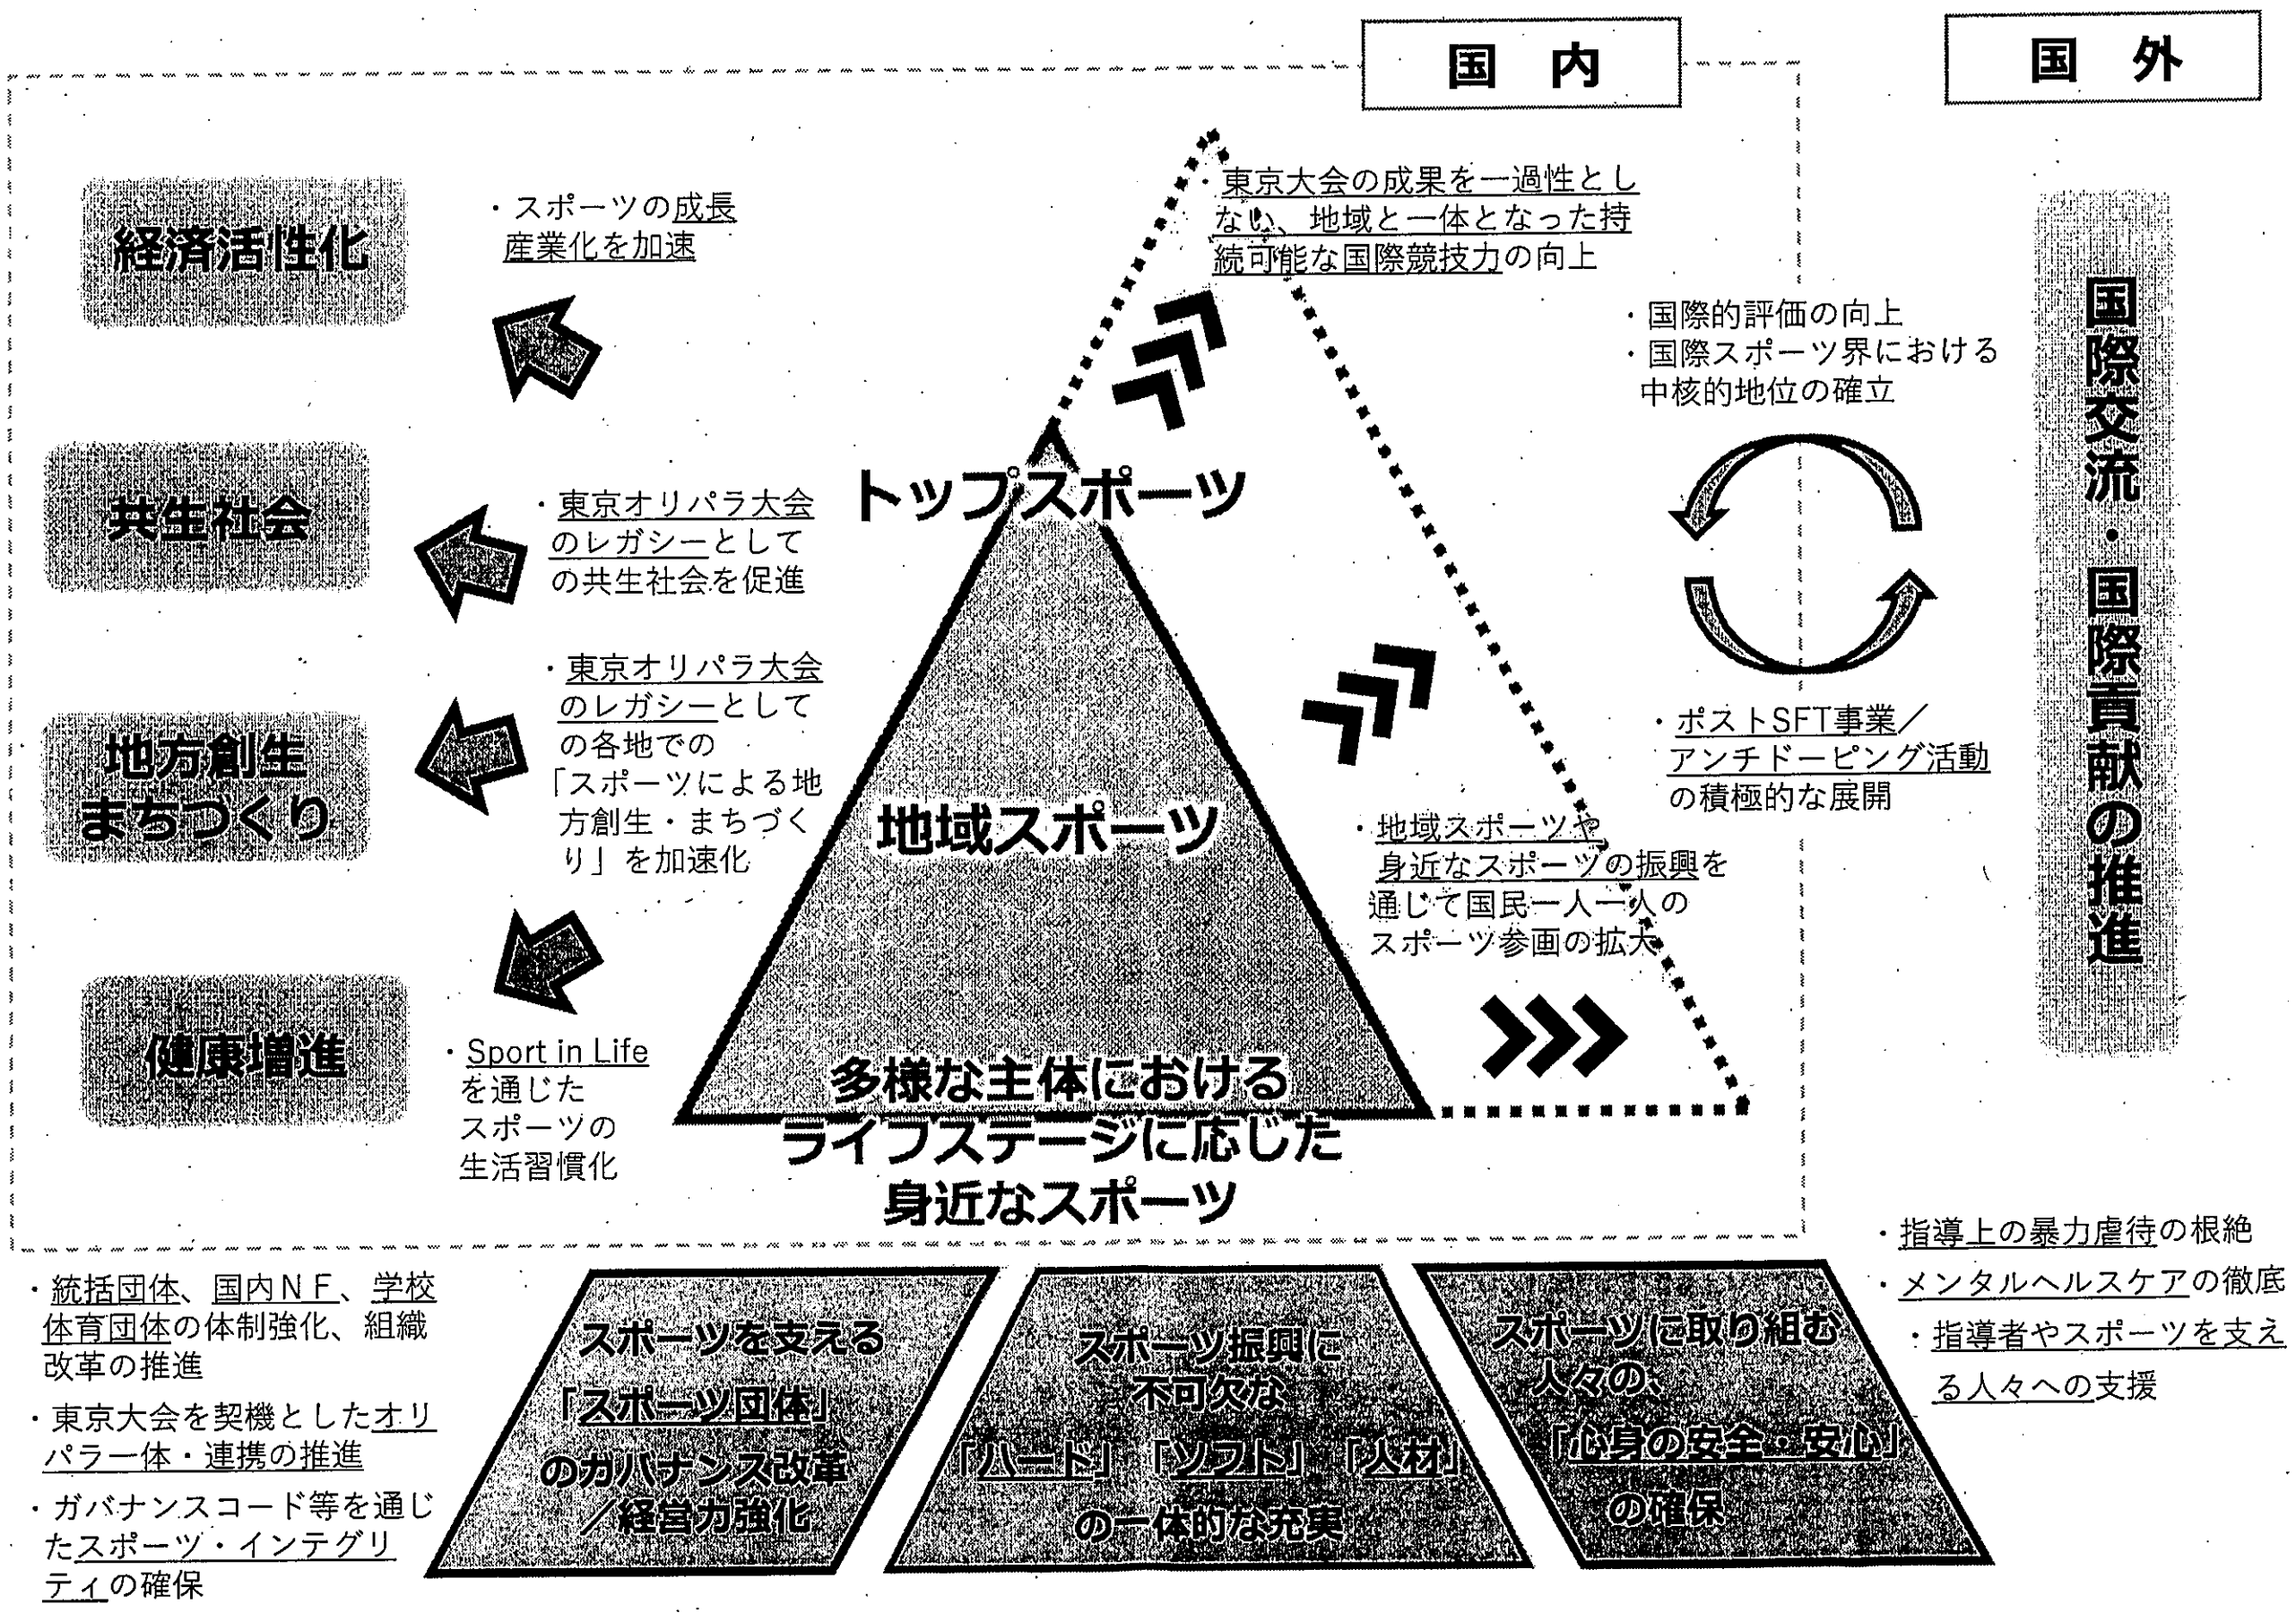 国 内
国 外
経済活性化
・スポーツの成長
産業化を加速
・東京大会の成果を一過性とし
ない、地域と一体となった持
続可能な国際競技力の向上
・国際的評価の向上
・国際スポーツ界における
中核的地位の確立
国際交流・国際貢献の推進
共生社会
・東京オリパラ大会
のレガシーとして
の共生社会を促進
トップスポーツ
地方創生
まちづくり
・東京オリパラ大会
のレガシーとして
の各地での
「スポーツによる地
方創生・まちづく
り」を加速化
地域スポーツ
・ポストSFT事業／
アンチドーピング活動
の積極的な展開
・地域スポーツや
身近なスポーツの振興を
通じて国民一人一人の
スポーツ参画の拡大
健康増進
・Sport in Life
を通じた
スポーツの
生活習慣化
多様な主体における
ライフステージに応じた
身近なスポーツ
・統括団体、国内ＮＦ、学校
体育団体の体制強化、組織
改革の推進
・東京大会を契機としたオリ
パラ一体・連携の推進
・ガバナンスコード等を通じ
たスポーツ・インテグリ
ティの確保
スポーツを支える
「スポーツ団体」
のガバナンス改革
／経営力強化
スポーツ振興に
不可欠な
「ハード」「ソフト」「人材」
の一体的な充実
スポーツに取り組む
人々の、
「心身の安全・安心」
の確保
・指導上の暴力虐待の根絶
・メンタルヘルスケアの徹底
・指導者やスポーツを支え
る人々への支援